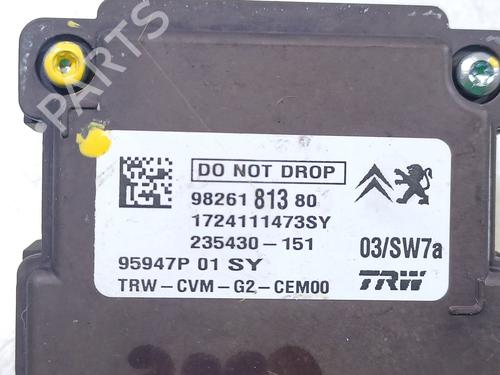 B-PARTS
DO NOT DROP
98261 813 80
1724111473SY
235430-151
03/SW7a
95947P 01 SY
TRW
TRW-CVM-G2-CEM00